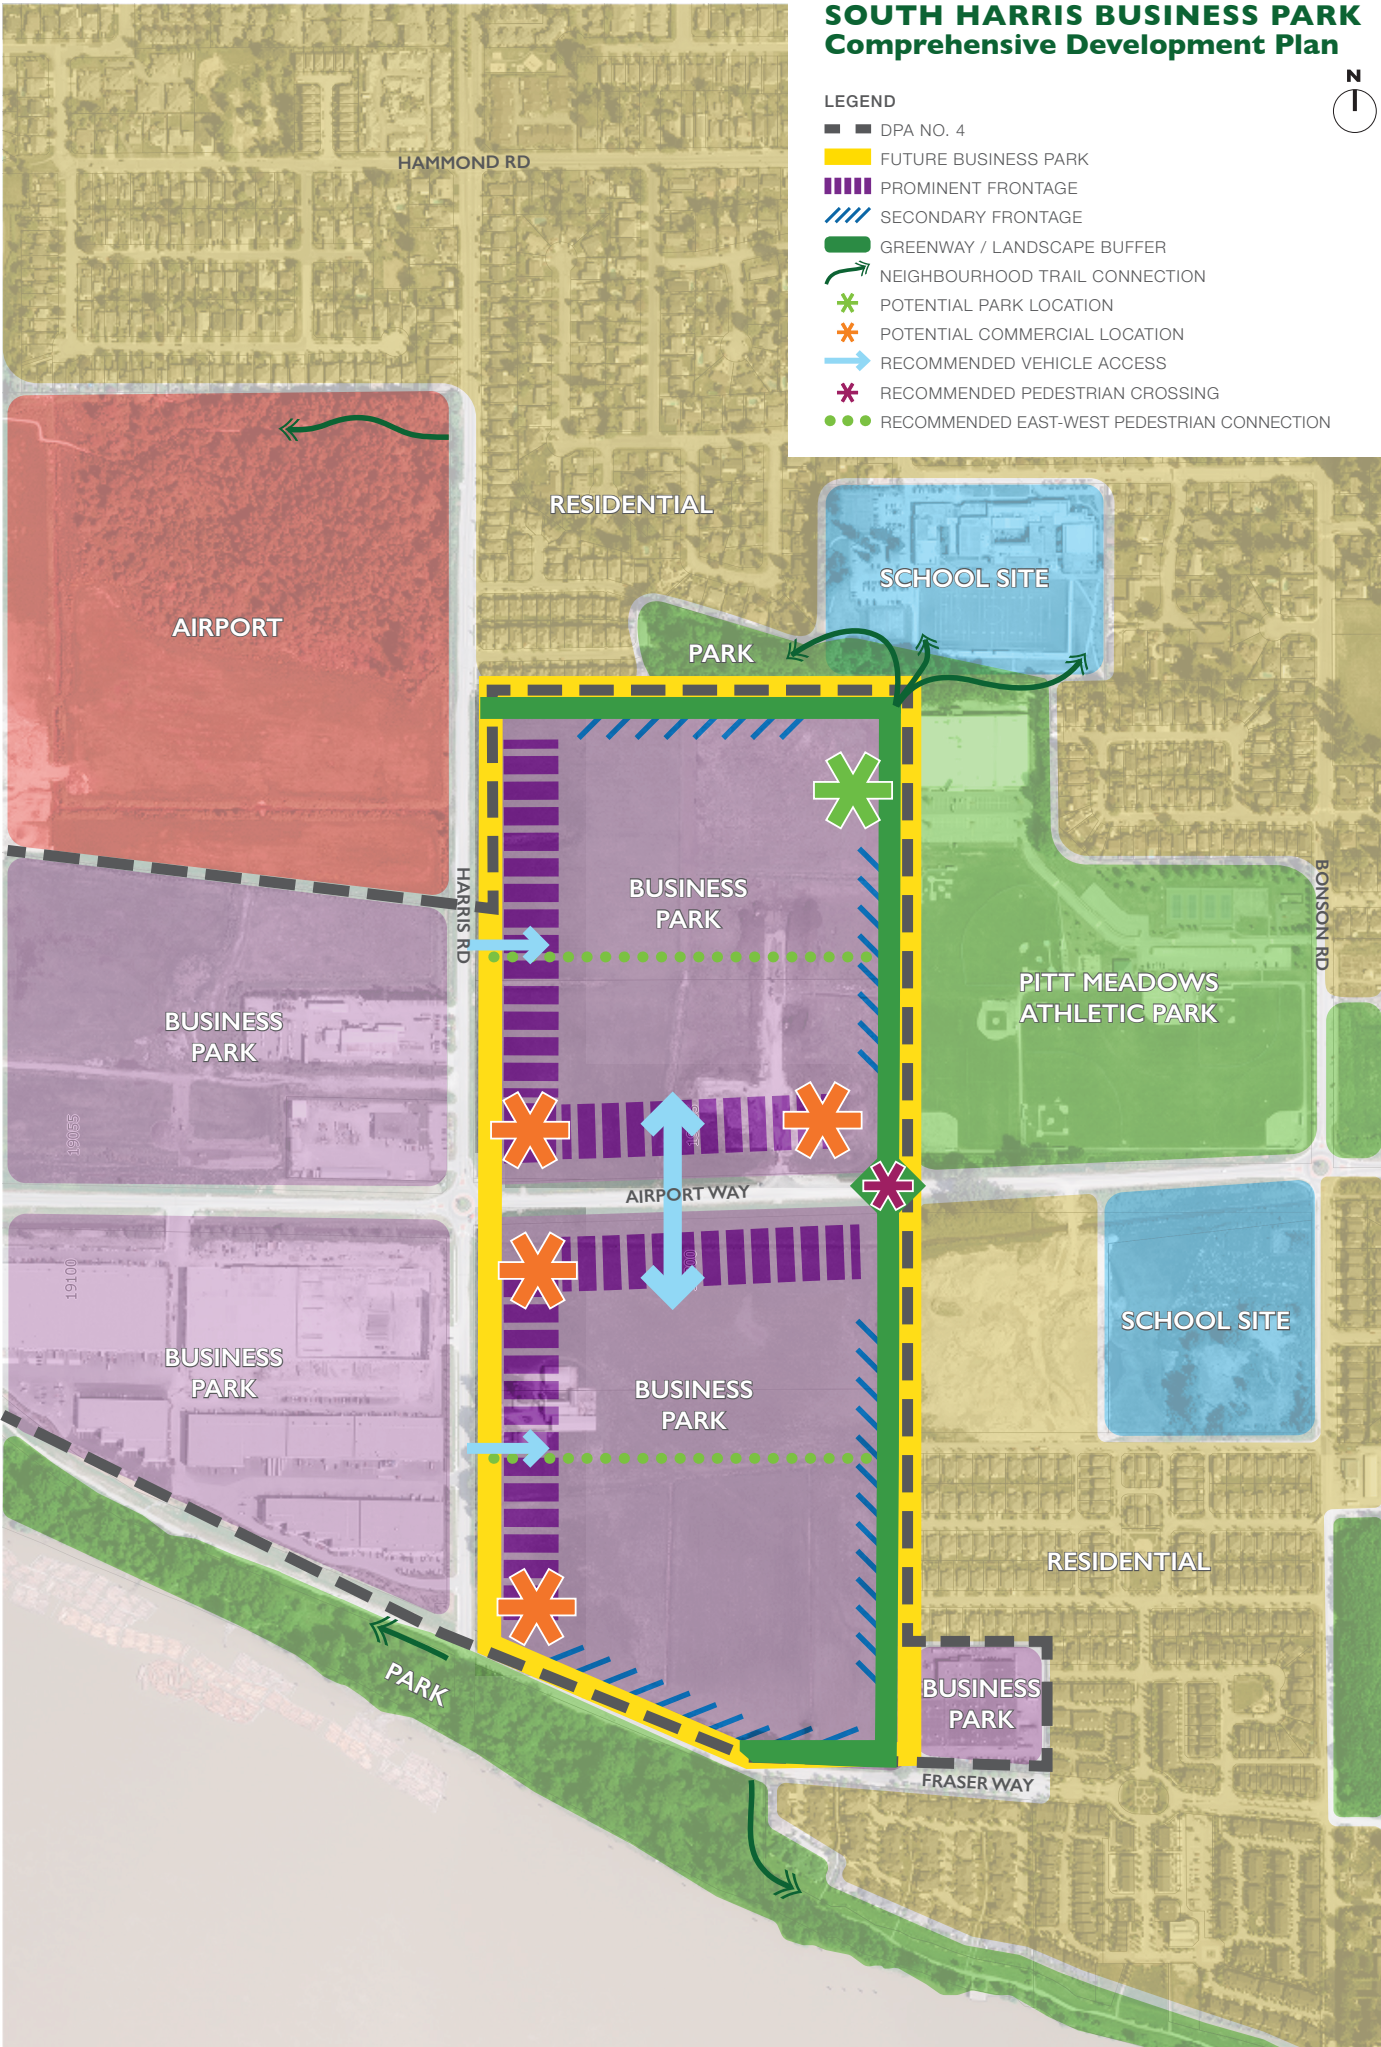 SOUTH HARRIS BUSINESS PARK
Comprehensive Development Plan
N
LEGEND
DPA NO. 4
FUTURE BUSINESS PARK
PROMINENT FRONTAGE
SECONDARY FRONTAGE
GREENWAY / LANDSCAPE BUFFER
NEIGHBOURHOOD TRAIL CONNECTION
POTENTIAL PARK LOCATION
POTENTIAL COMMERCIAL LOCATION
RECOMMENDED VEHICLE ACCESS
RECOMMENDED PEDESTRIAN CROSSING
RECOMMENDED EAST-WEST PEDESTRIAN CONNECTION
HAMMOND RD
RESIDENTIAL
SCHOOL SITE
AIRPORT
PARK
HARRIS RD
BUSINESS
PARK
BONSON RD
PITT MEADOWS
ATHLETIC PARK
BUSINESS
PARK
19055
AIRPORT WAY
19100
SCHOOL SITE
BUSINESS
PARK
BUSINESS
PARK
RESIDENTIAL
PARK
BUSINESS
PARK
FRASER WAY